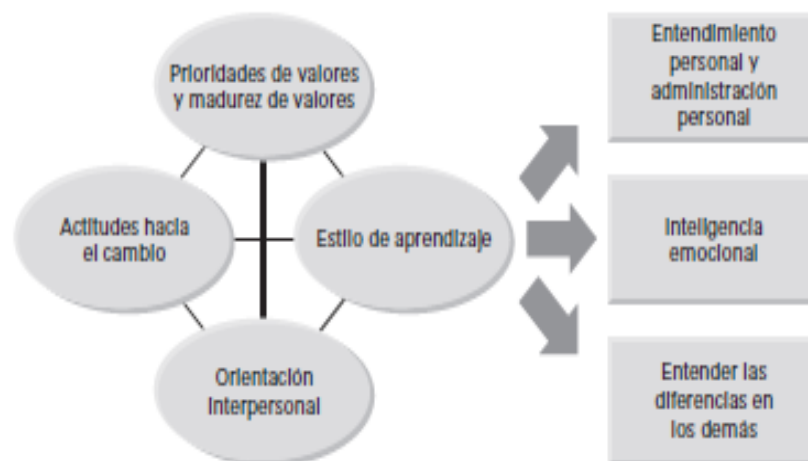 Prioridades de valores
y madurez de valores
Actitudes hacia
el cambio
Estilo de aprendizaje
Orientación
interpersonal
Entendimiento
personal y
administración
personal
Inteligencia
emocional
Entender las
diferencias en
los demás